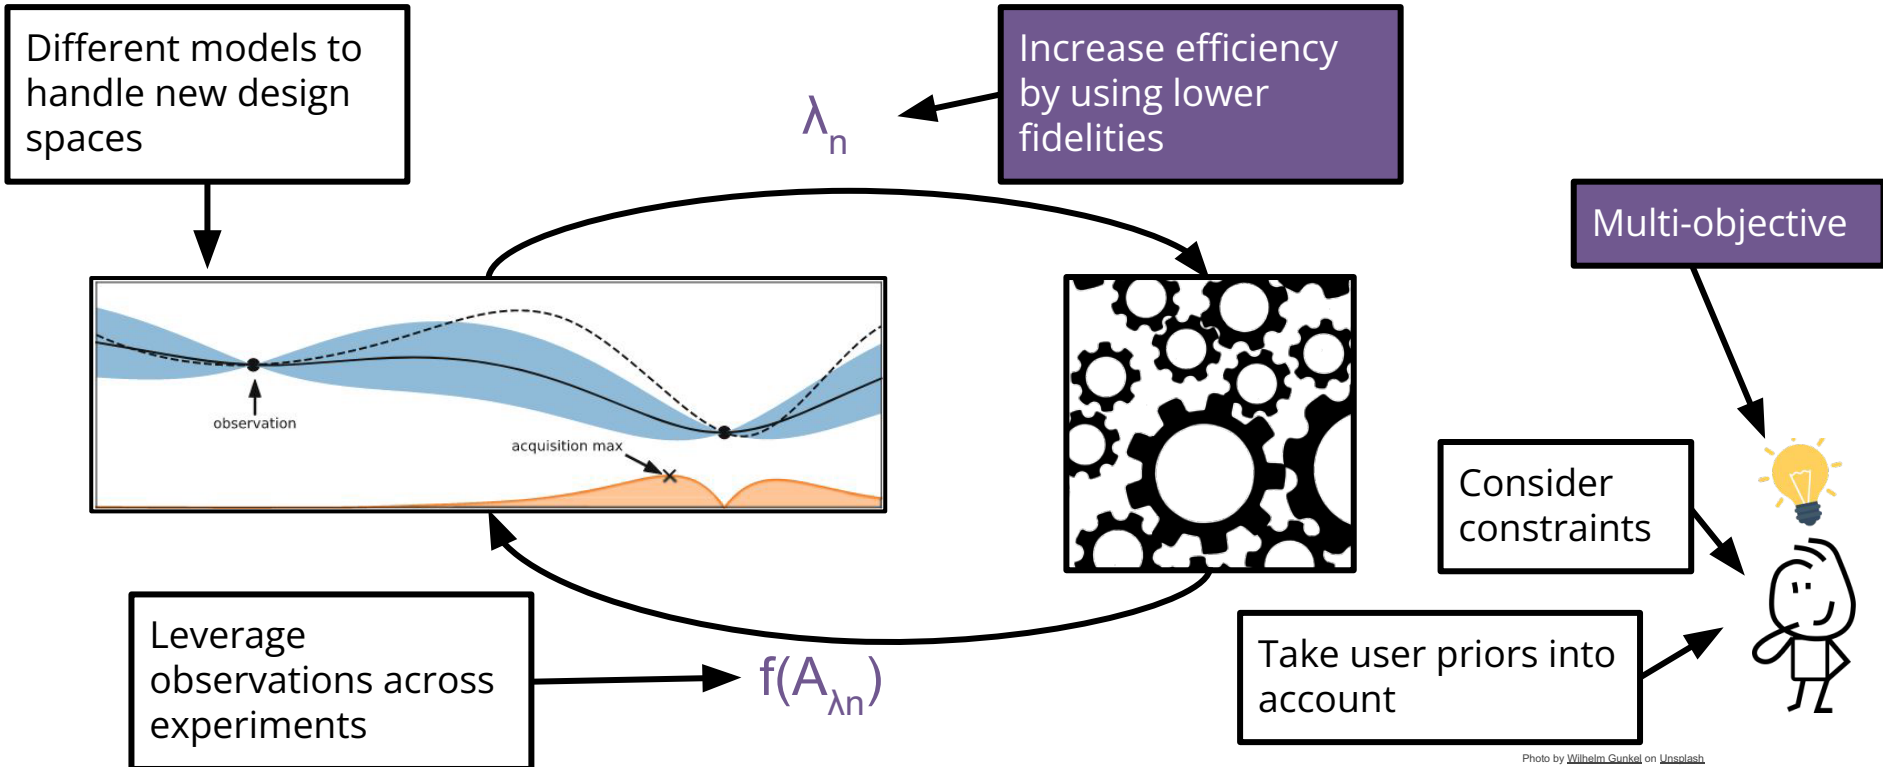 Different models to
handle new design
spaces
λn
Increase efficiency
by using lower
fidelities
Multi-objective
observation
acquisition max
Consider
constraints
Leverage
observations across
experiments
f(Aλn)
Take user priors into
account
Photo by Wilhelm Gunkel on Unsplash